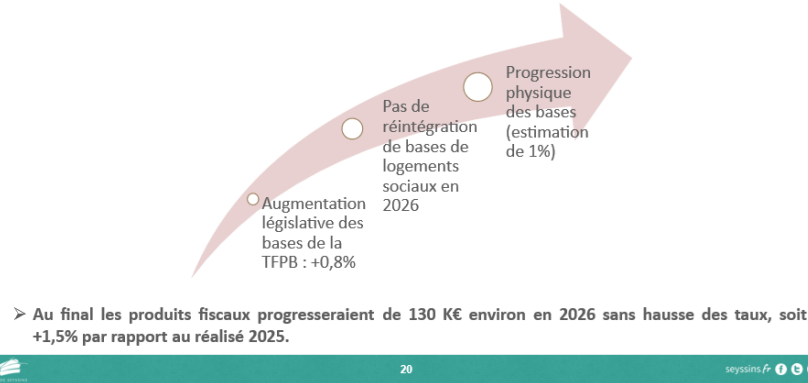 Progression
physique
des bases
(estimation
de 1%)
Pas de
réintégration
de bases de
logements
sociaux en
2026
Augmentation
législative des
bases de la
TFPB : +0,8%
➢ Au final les produits fiscaux progresseraient de 130 K€ environ en 2026 sans hausse des taux, soit
+1,5% par rapport au réalisé 2025.
20
seyssins.fr